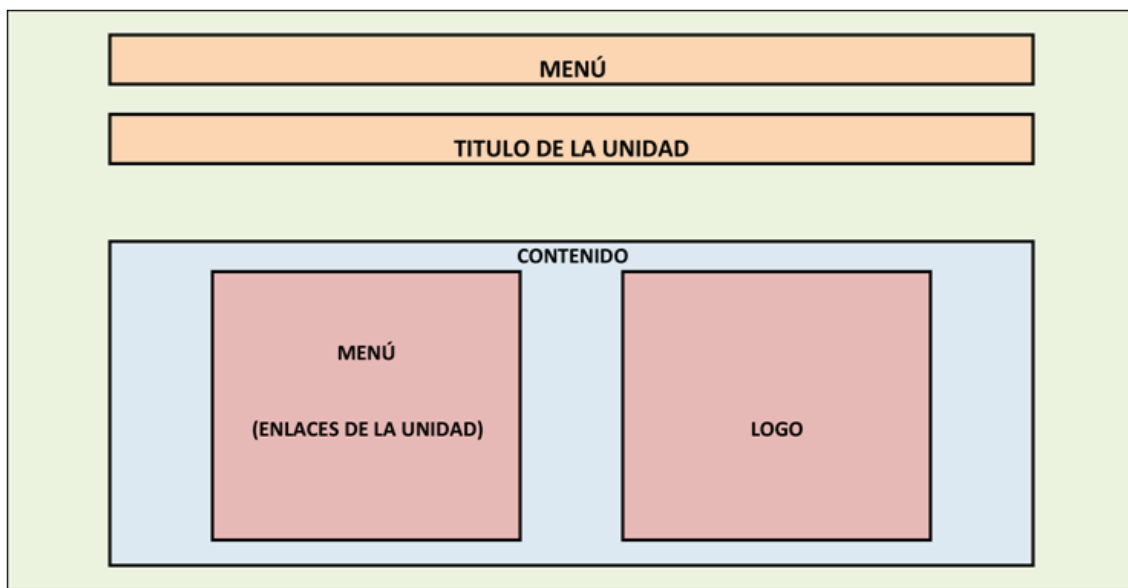 MENÚ
TITULO DE LA UNIDAD
CONTENIDO
MENÚ
(ENLACES DE LA UNIDAD)
LOGO